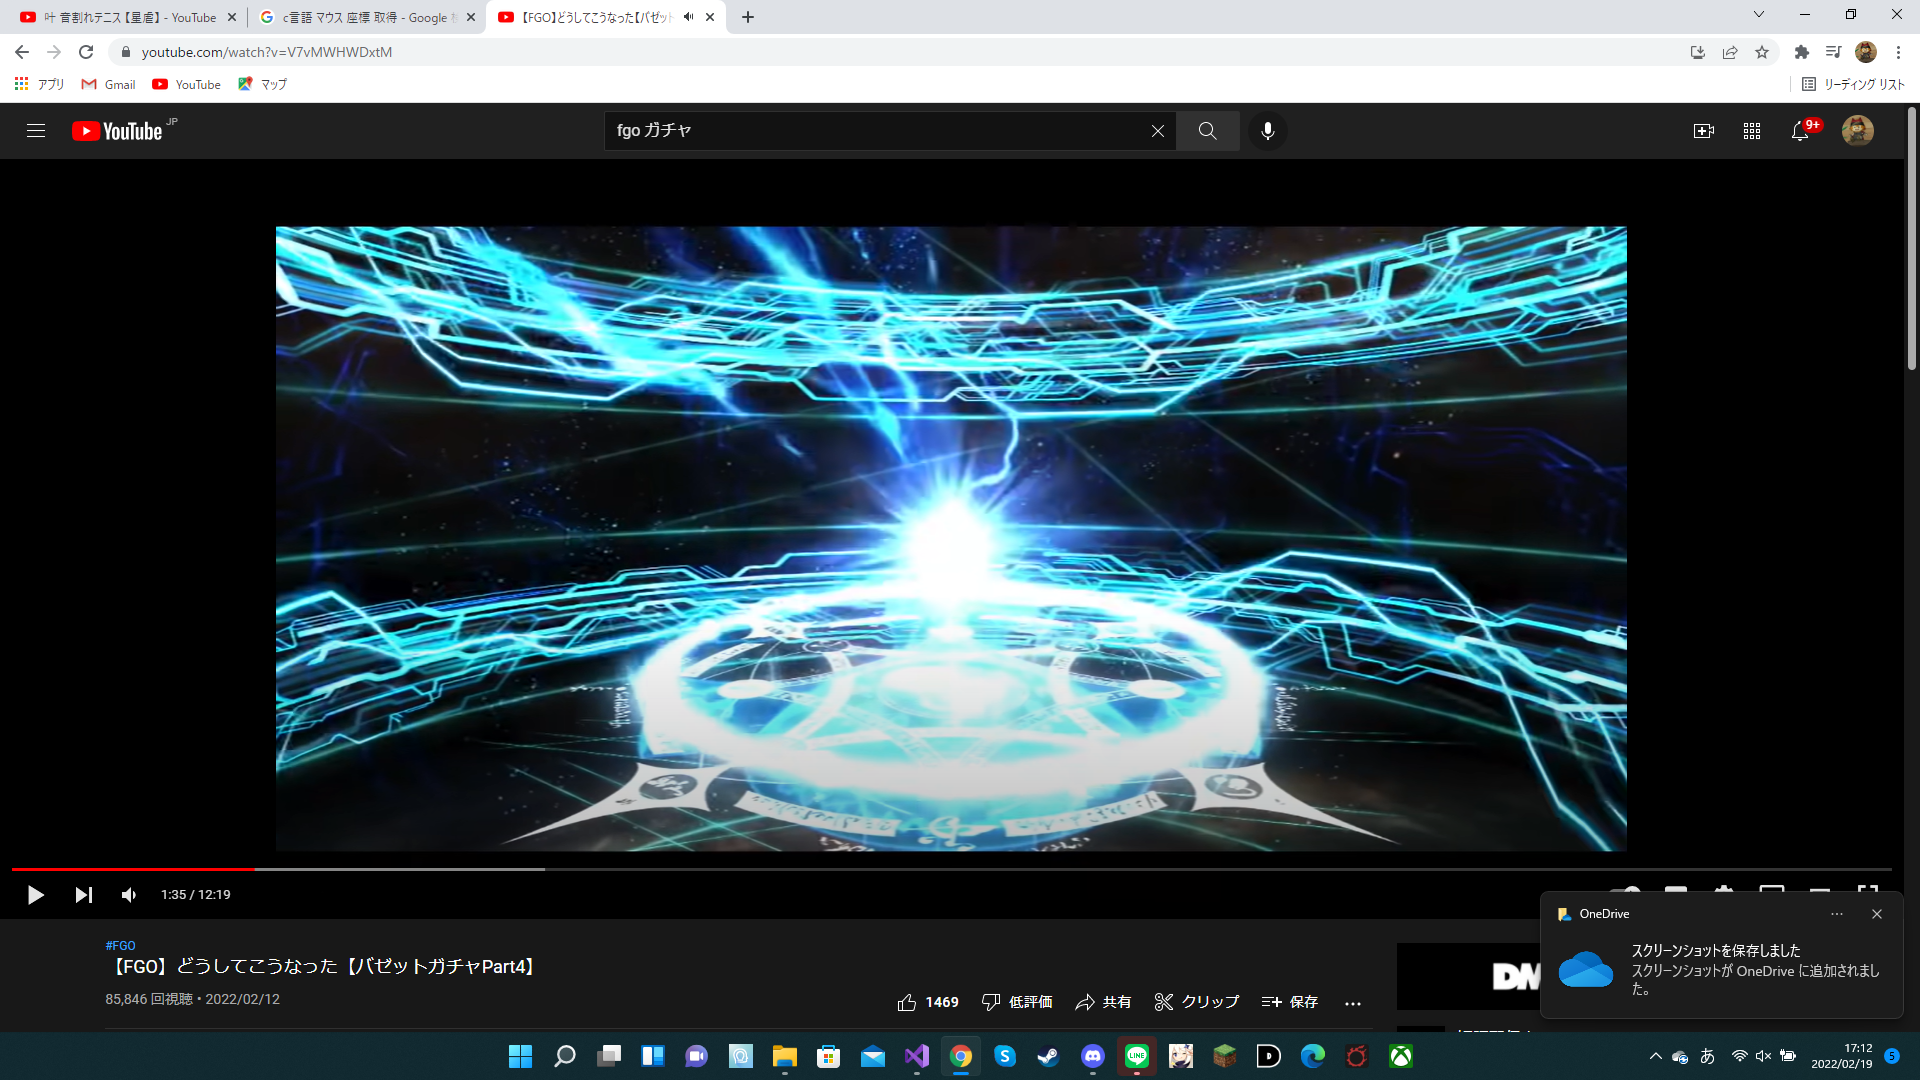 叶 音割れテニス【星虐】 - YouTube
c言語 マウス 座標 取得 - Google
【FGO】どうしてこうなった【バゼット
youtube.com/watch?v=V7vMWHWDxtM
アプリ
Gmail
YouTube
マップ
リーディング リスト
YouTube JP
fgo ガチャ
9+
1:35 / 12:19
#FGO
【FGO】どうしてこうなった【バゼットガチャPart4】
85,846 回視聴・2022/02/12
1469
低評価
共有
クリップ
保存
DM
OneDrive
スクリーンショットを保存しました
スクリーンショットが OneDrive に追加されまし
た。
LINE
あ
17:12
2022/02/19
5